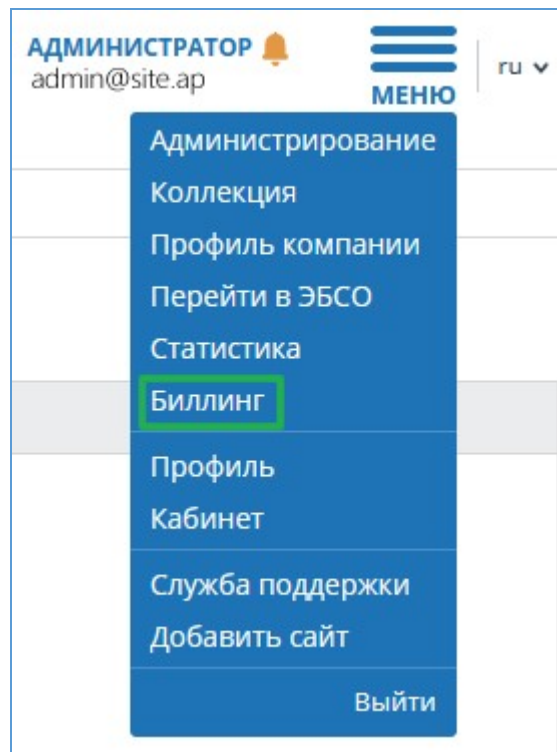 АДМИНИСТРАТОР
admin@site.ap
МЕНЮ
ru
Администрирование
Коллекция
Профиль компании
Перейти в ЭБСО
Статистика
Биллинг
Профиль
Кабинет
Служба поддержки
Добавить сайт
Выйти